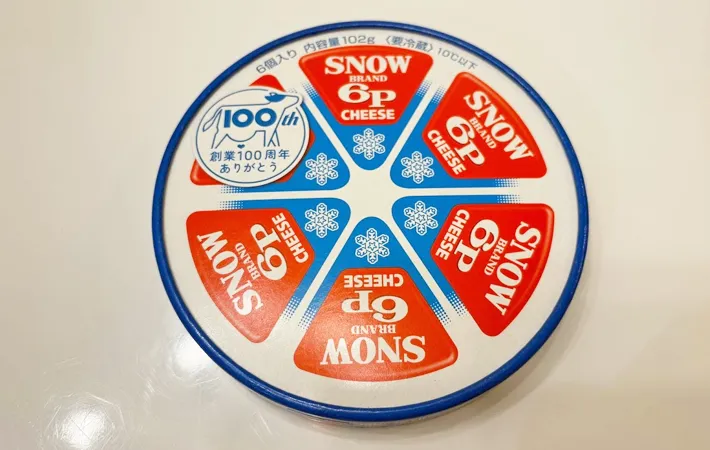 6個入り 内容量102g 〈要冷蔵〉10℃以下
SNOW
BRAND
6P
CHEESE
100th
創業100周年
ありがとう
SNOW
BRAND
6P
CHEESE
SNOW
BRAND
6P
CHEESE
SNOW
BRAND
6P
CHEESE
SNOW
BRAND
6P
CHEESE